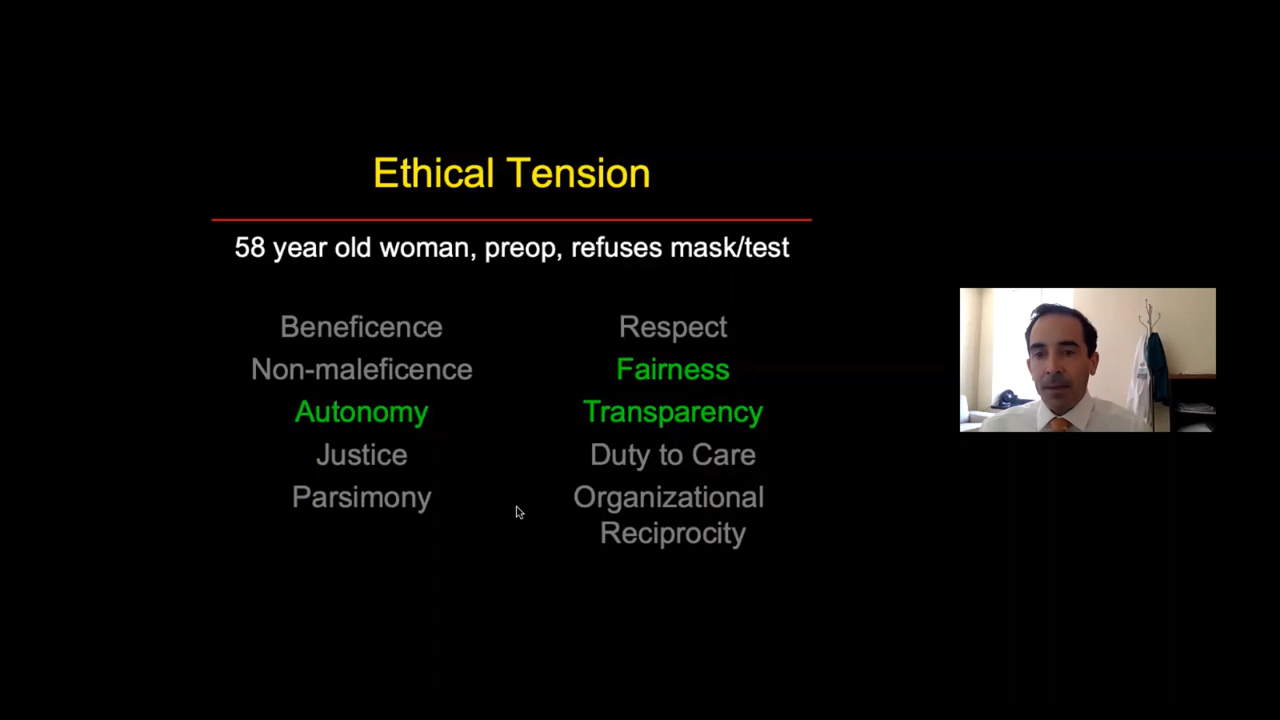 Ethical Tension
58 year old woman, preop, refuses mask/test
Beneficence
Non-maleficence
Autonomy
Justice
Parsimony
Respect
Fairness
Transparency
Duty to Care
Organizational
Reciprocity